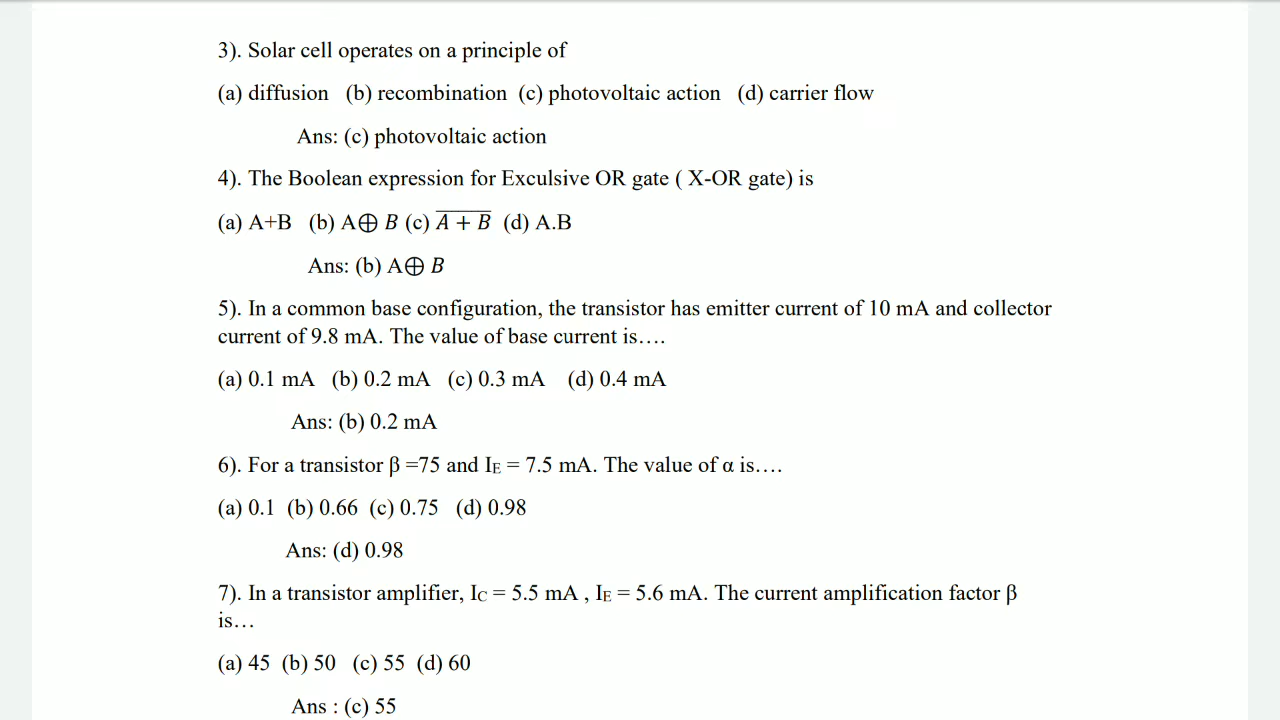 3). Solar cell operates on a principle of
(a) diffusion (b) recombination (c) photovoltaic action (d) carrier flow
Ans: (c) photovoltaic action
4). The Boolean expression for Exculsive OR gate ( X-OR gate) is
(a) A+B (b) A⊕ B (c) \overline{A + B} (d) A.B
Ans: (b) A⊕ B
5). In a common base configuration, the transistor has emitter current of 10 mA and collector
current of 9.8 mA. The value of base current is….
(a) 0.1 mA (b) 0.2 mA (c) 0.3 mA (d) 0.4 mA
Ans: (b) 0.2 mA
6). For a transistor β =75 and IE = 7.5 mA. The value of α is….
(a) 0.1 (b) 0.66 (c) 0.75 (d) 0.98
Ans: (d) 0.98
7). In a transistor amplifier, IC = 5.5 mA , IE = 5.6 mA. The current amplification factor β
is…
(a) 45 (b) 50 (c) 55 (d) 60
Ans : (c) 55